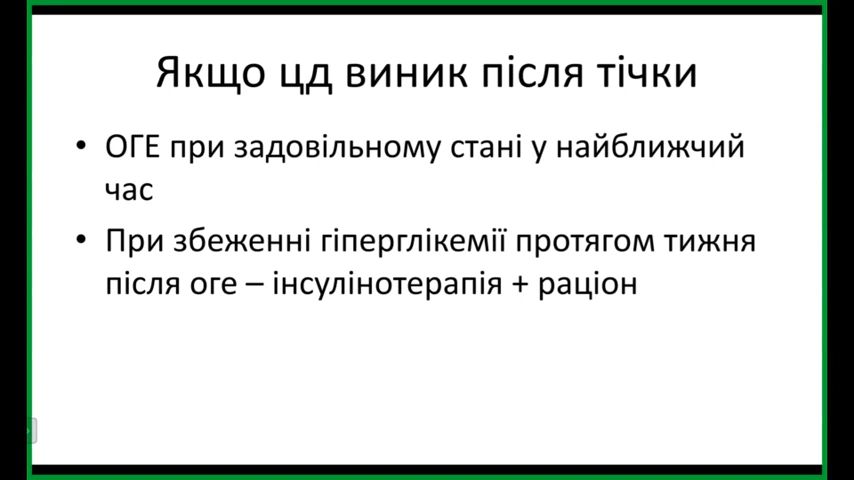 Якщо цд виник після тічки
• ОГЕ при задовільному стані у найближчий
час
• При збеженні гіперглікемії протягом тижня
після оге – інсулінотерапія + раціон